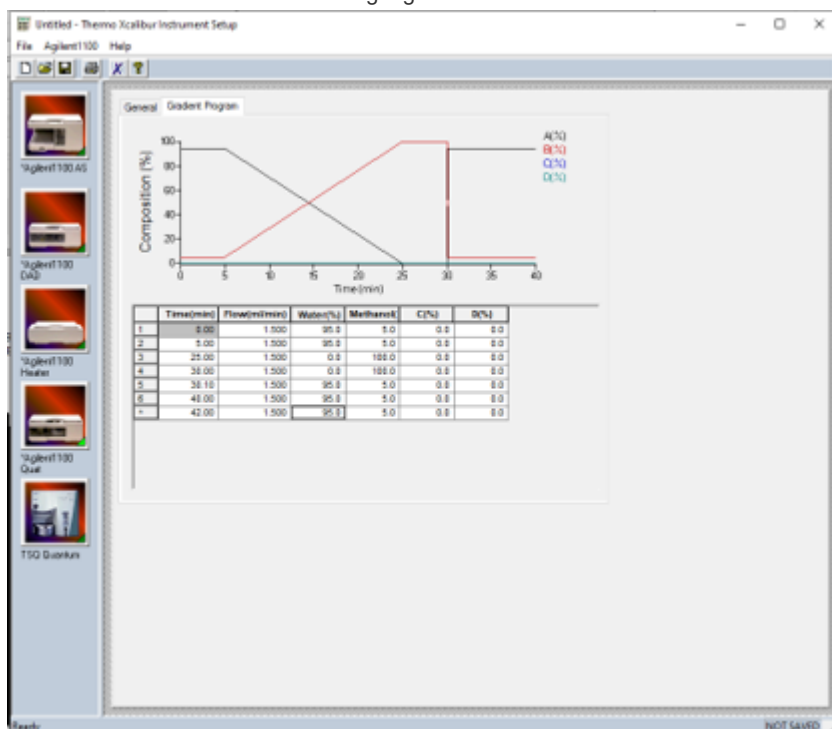 Untitled - Thermo Xcalibur Instrument Setup
File Agilent1100 Help
*Agilent1100 AS
*Agilent1100 DAD
*Agilent1100 Heater
*Agilent1100 Quat
TSQ Quantum
General Gradient Program
Composition (%)
100
80
60
40
20
0
0 5 10 15 20 25 30 35 40
Time(min)
A(%)
B(%)
C(%)
D(%)
Time(min) Flow(ml/min) Water(%) Methanol( C(%) D(%)
1 0.00 1.500 95.0 5.0 0.0 0.0
2 5.00 1.500 95.0 5.0 0.0 0.0
3 25.00 1.500 0.0 100.0 0.0 0.0
4 30.00 1.500 0.0 100.0 0.0 0.0
5 30.10 1.500 95.0 5.0 0.0 0.0
6 40.00 1.500 95.0 5.0 0.0 0.0
* 42.00 1.500 95.0 5.0 0.0 0.0
Ready NOT SAVED